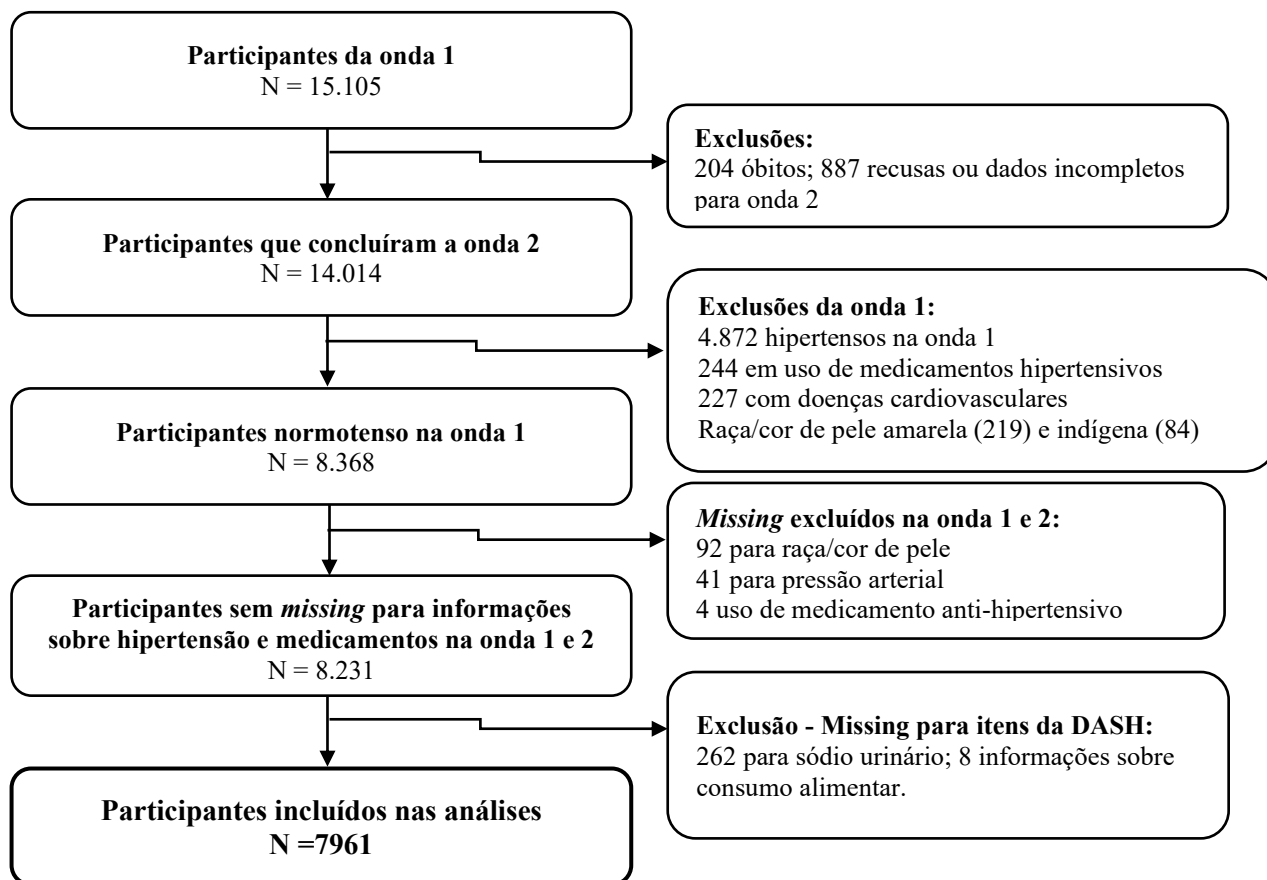 Participantes da onda 1
N = 15.105
Exclusões:
204 óbitos; 887 recusas ou dados incompletos
para onda 2
Participantes que concluíram a onda 2
N = 14.014
Exclusões da onda 1:
4.872 hipertensos na onda 1
244 em uso de medicamentos hipertensivos
227 com doenças cardiovasculares
Raça/cor de pele amarela (219) e indígena (84)
Participantes normotenso na onda 1
N = 8.368
Missing excluídos na onda 1 e 2:
92 para raça/cor de pele
41 para pressão arterial
4 uso de medicamento anti-hipertensivo
Participantes sem missing para informações
sobre hipertensão e medicamentos na onda 1 e 2
N = 8.231
Exclusão - Missing para itens da DASH:
262 para sódio urinário; 8 informações sobre
consumo alimentar.
Participantes incluídos nas análises
N =7961